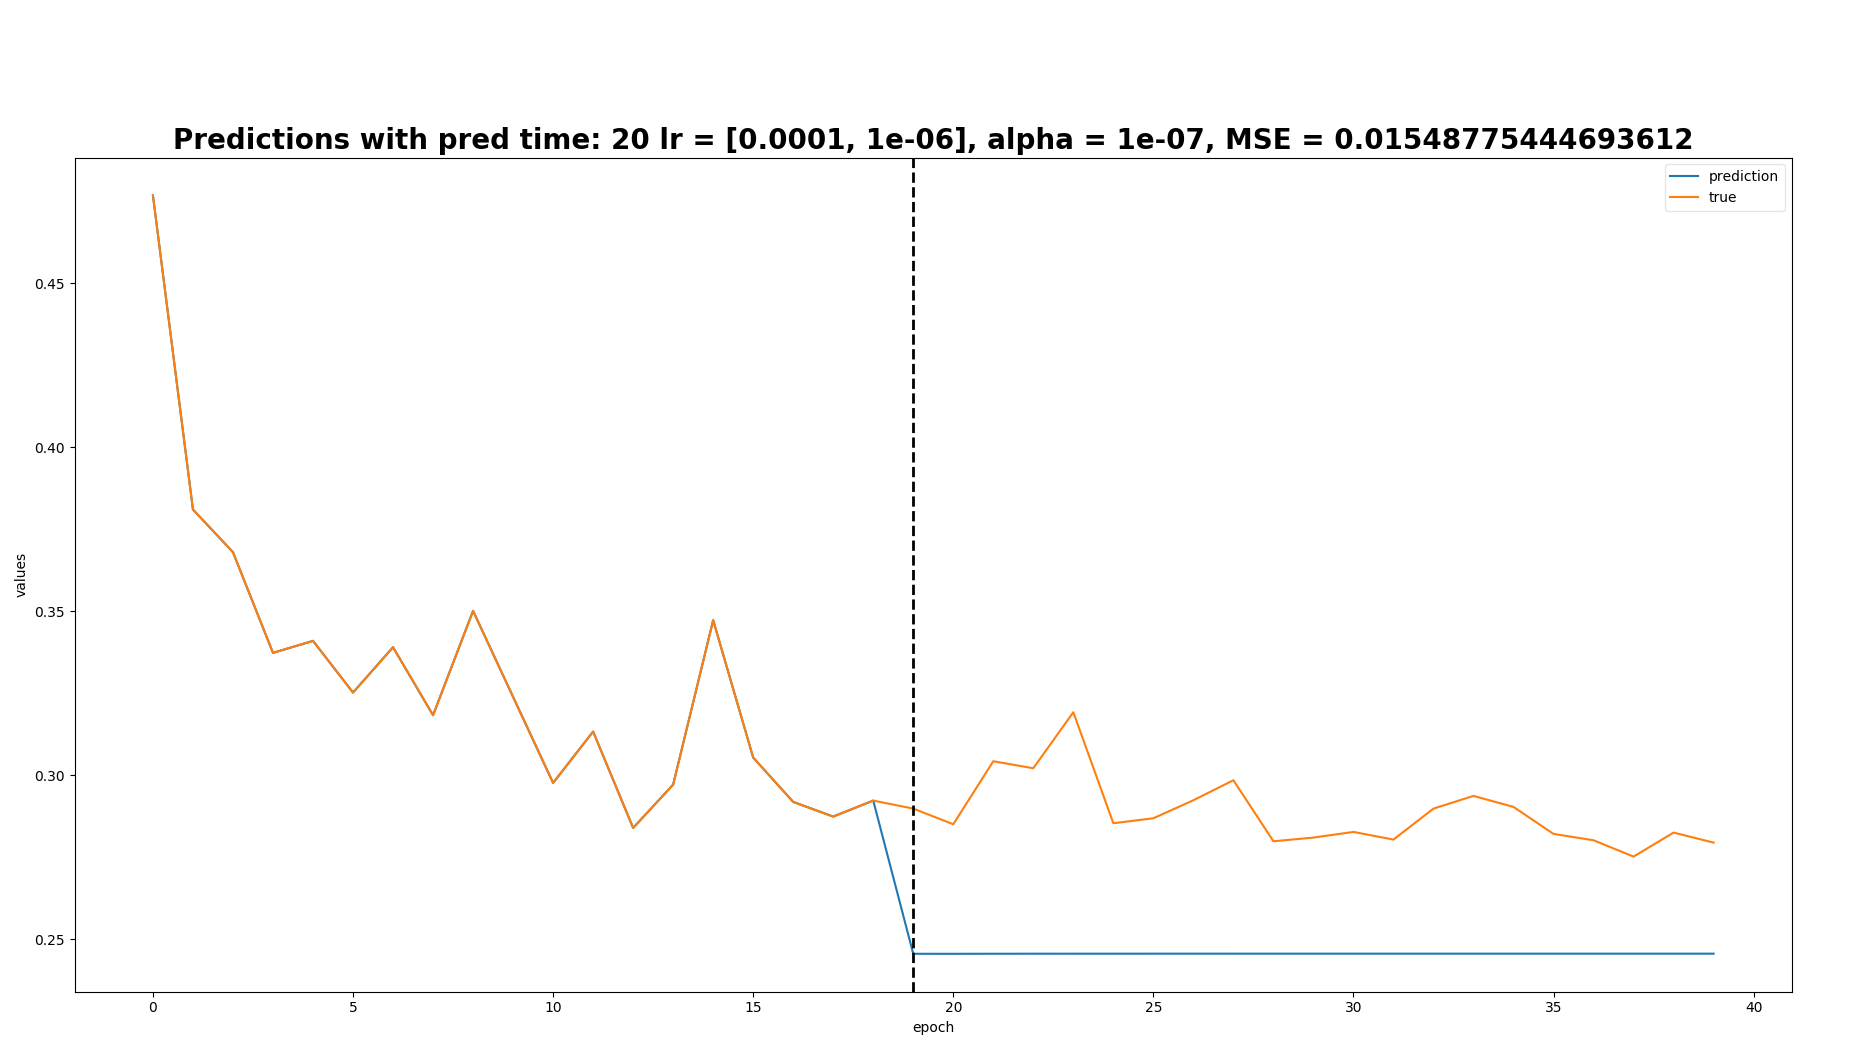 Predictions with pred time: 20 lr = [0.0001, 1e-06], alpha = 1e-07, MSE = 0.01548775444693612
prediction
true
values
0.45
0.40
0.35
0.30
0.25
0 5 10 15 20 25 30 35 40
epoch